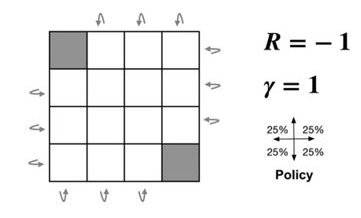 R = −1
γ = 1
25% 25%
25% 25%
Policy